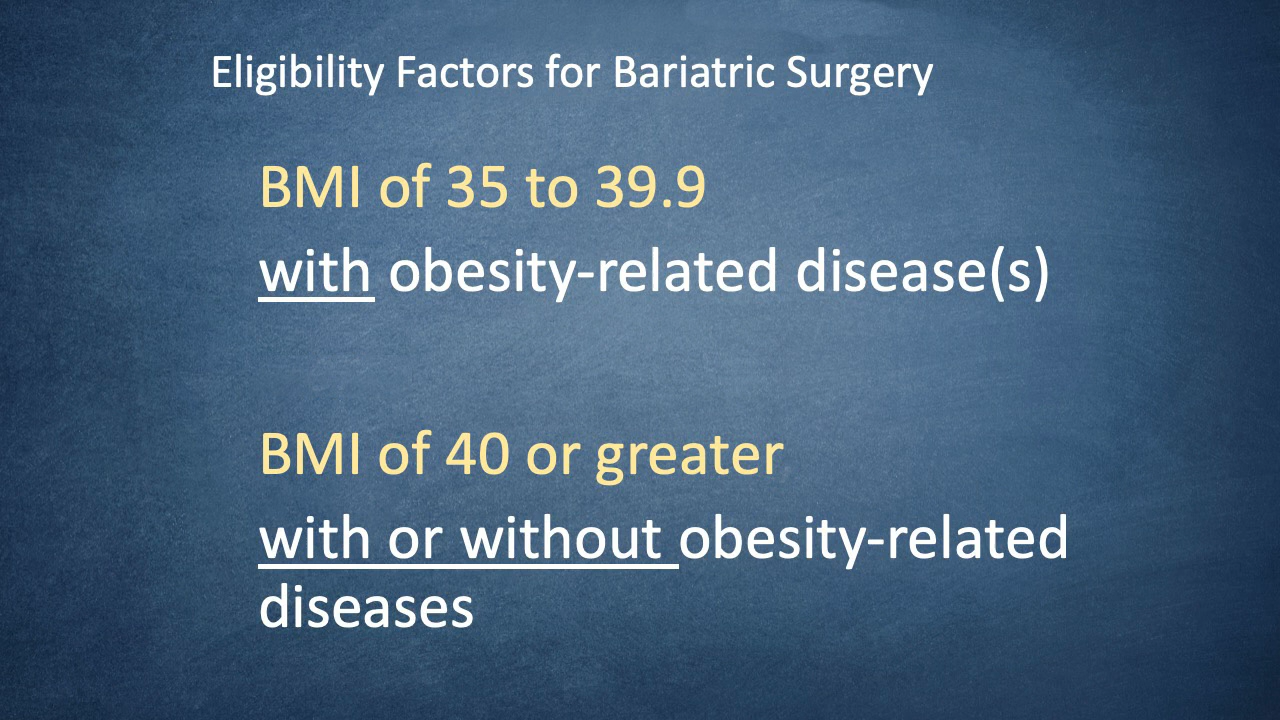 Eligibility Factors for Bariatric Surgery
BMI of 35 to 39.9
with obesity-related disease(s)
BMI of 40 or greater
with or without obesity-related
diseases